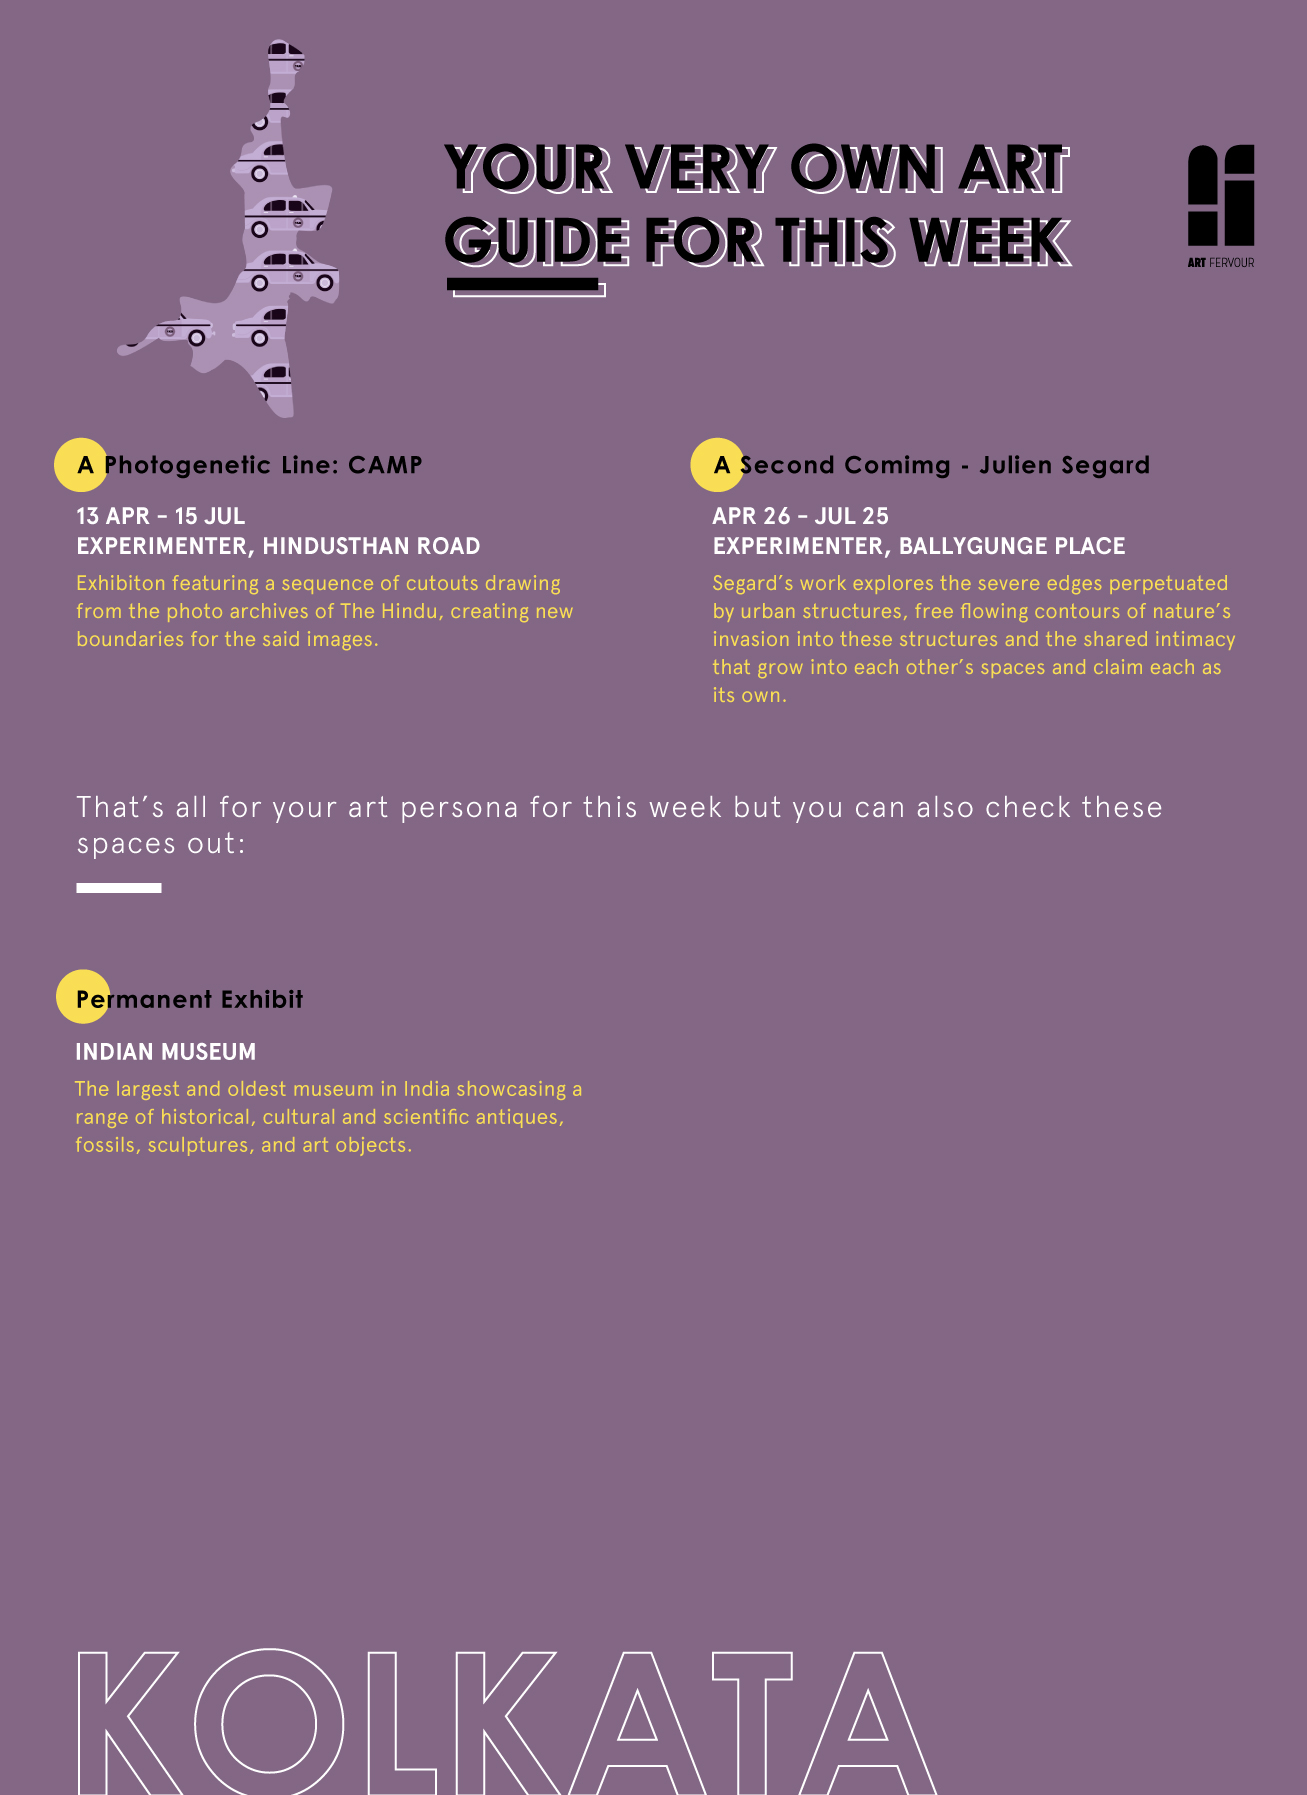 YOUR VERY OWN ART
GUIDE FOR THIS WEEK
ART FERVOUR
A Photogenetic Line: CAMP
13 APR - 15 JUL
EXPERIMENTER, HINDUSTHAN ROAD
Exhibiton featuring a sequence of cutouts drawing
from the photo archives of The Hindu, creating new
boundaries for the said images.
A Second Comimg - Julien Segard
APR 26 - JUL 25
EXPERIMENTER, BALLYGUNGE PLACE
Segard's work explores the severe edges perpetuated
by urban structures, free flowing contours of nature's
invasion into these structures and the shared intimacy
that grow into each other's spaces and claim each as
its own.
That's all for your art persona for this week but you can also check these
spaces out:
Permanent Exhibit
INDIAN MUSEUM
The largest and oldest museum in India showcasing a
range of historical, cultural and scientific antiques,
fossils, sculptures, and art objects.
KOLKATA